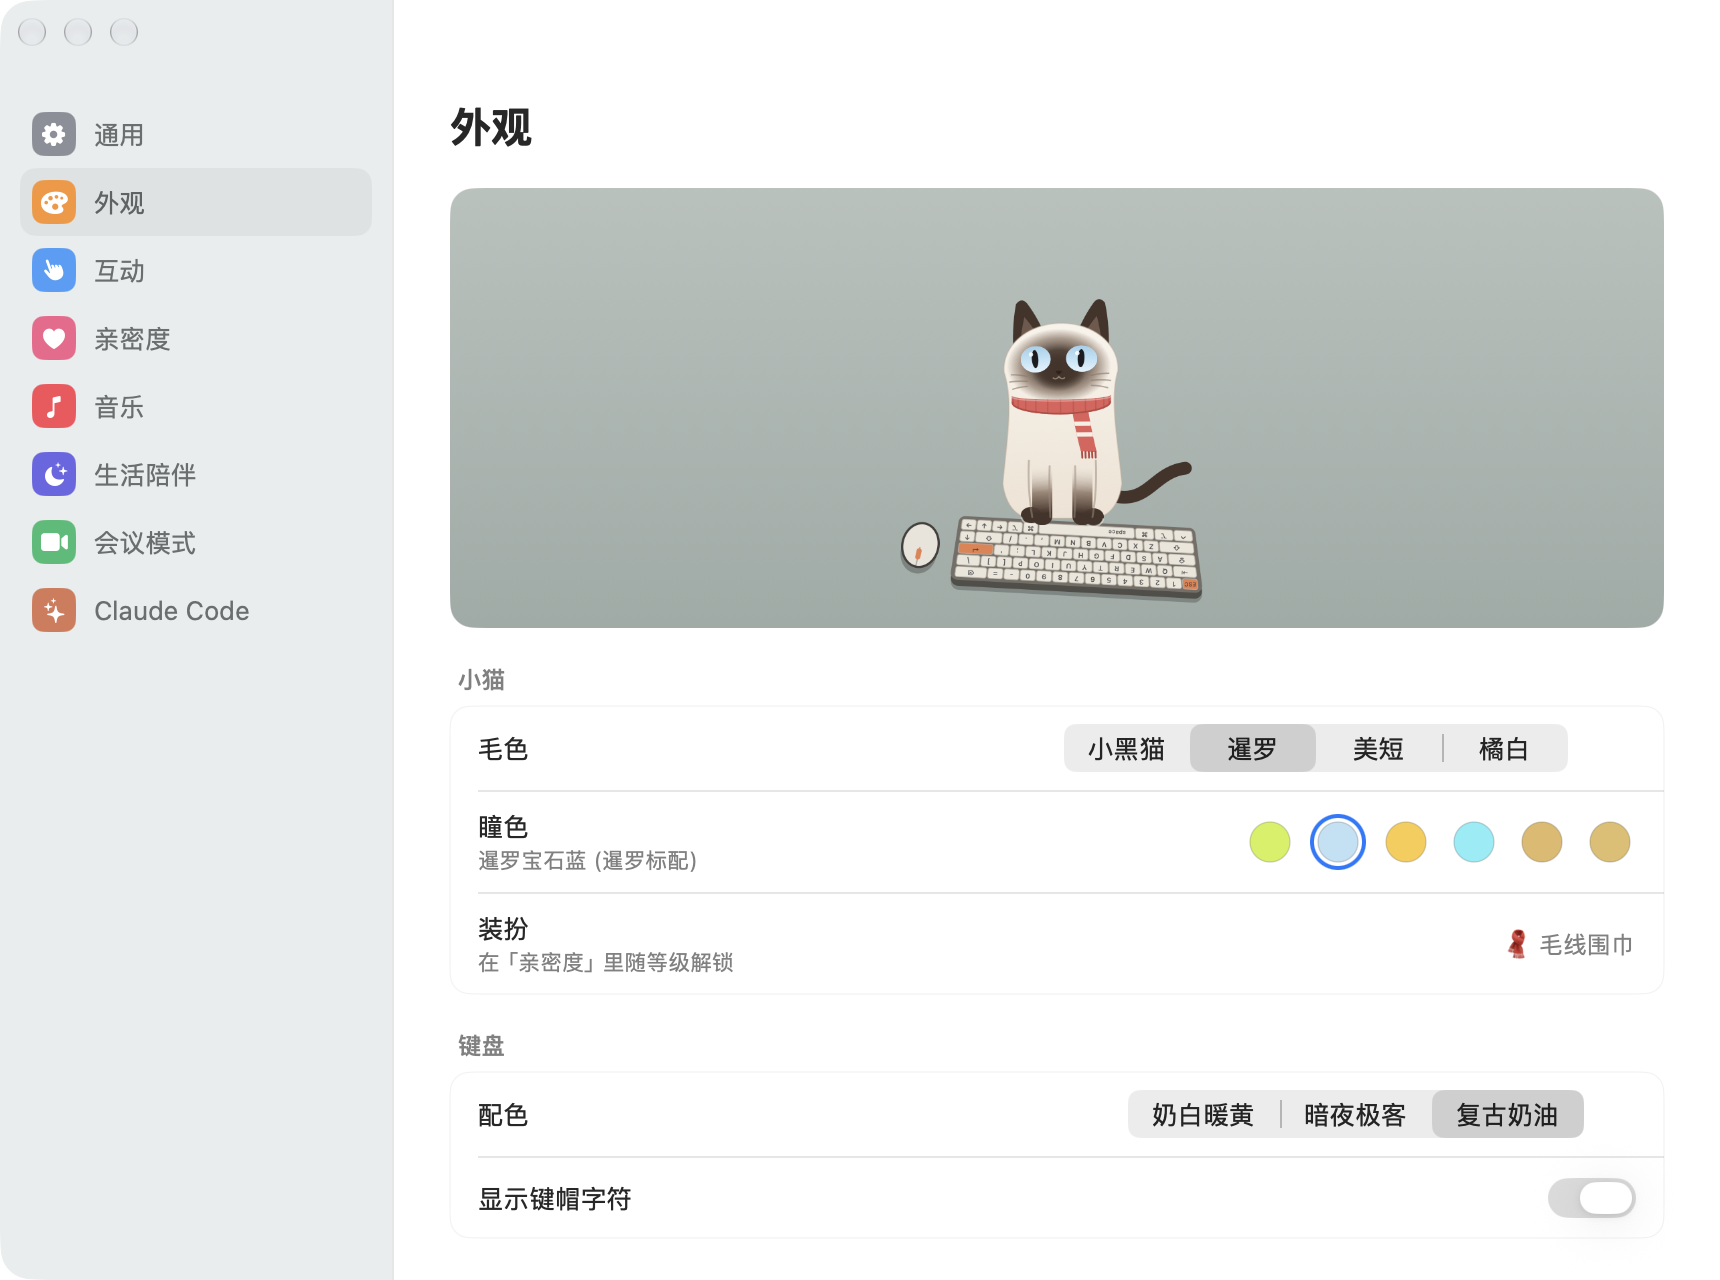 通用
外观
互动
亲密度
音乐
生活陪伴
会议模式
Claude Code
外观
小猫
毛色
小黑猫 暹罗 美短 橘白
瞳色
暹罗宝石蓝 (暹罗标配)
装扮
在「亲密度」里随等级解锁
毛线围巾
键盘
配色
奶白暖黄 暗夜极客 复古奶油
显示键帽字符